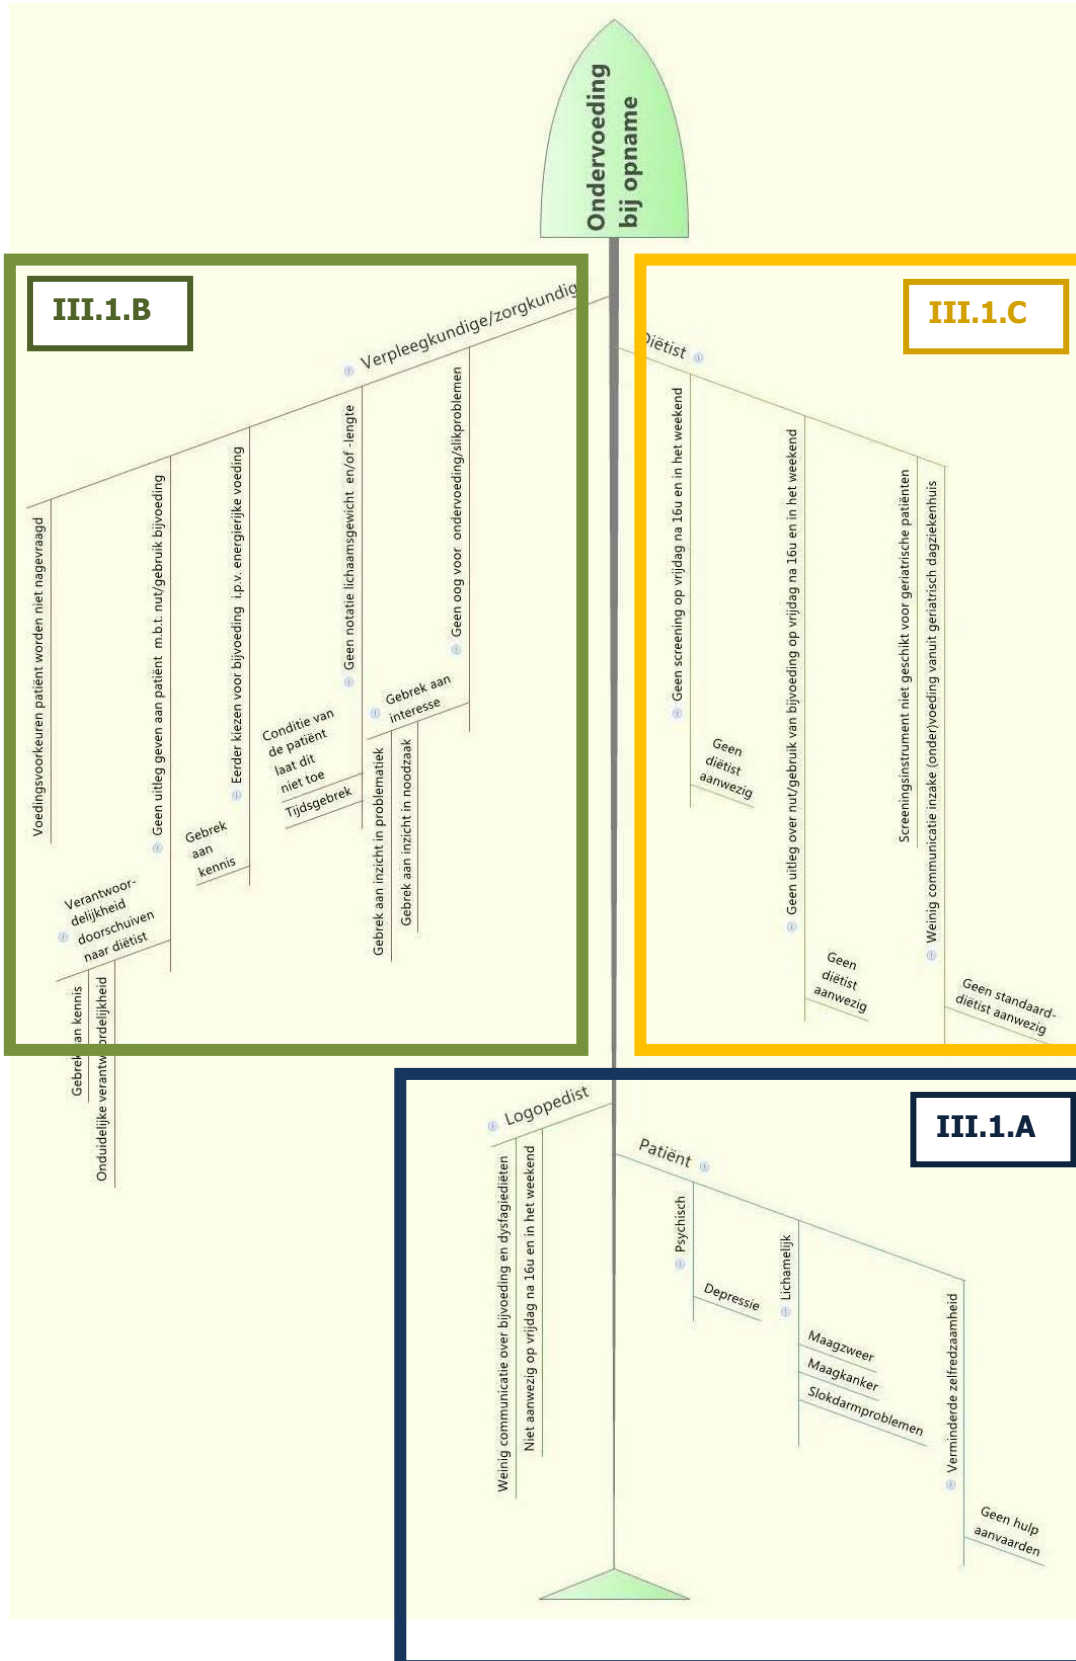 Ondervoeding
bij opname
III.1.B
Verpleegkundige/zorgkundig
Voedingsvoorkeuren patiënt worden niet nagevraagd
Geen uitleg geven aan patiënt m.b.t. nut/gebruik bijvoeding
Verantwoor-
delijkheid
doorschuiven
naar diëtist
Gebrek aan kennis
Onduidelijke verantwoordelijkheid
Eerder kiezen voor bijvoeding i.p.v. energierijke voeding
Gebrek
aan
kennis
Geen notatie lichaamsgewicht en/of -lengte
Conditie van
de patiënt
laat dit
niet toe
Tijdsgebrek
Geen oog voor ondervoeding/slikproblemen
Gebrek aan
interesse
Gebrek aan inzicht in problematiek
Gebrek aan inzicht in noodzaak
III.1.C
Diëtist
Geen screening op vrijdag na 16u en in het weekend
Geen
diëtist
aanwezig
Geen uitleg over nut/gebruik van bijvoeding op vrijdag na 16u en in het weekend
Geen
diëtist
aanwezig
Screeningsinstrument niet geschikt voor geriatrische patiënten
Weinig communicatie inzake (onder)voeding vanuit geriatrisch dagziekenhuis
Geen standaard-
diëtist aanwezig
III.1.A
Logopedist
Weinig communicatie over bijvoeding en dysfagiediëten
Niet aanwezig op vrijdag na 16u en in het weekend
Patiënt
Psychisch
Depressie
Lichamelijk
Maagzweer
Maagkanker
Slokdarmproblemen
Verminderde zelfredzaamheid
Geen hulp
aanvaarden